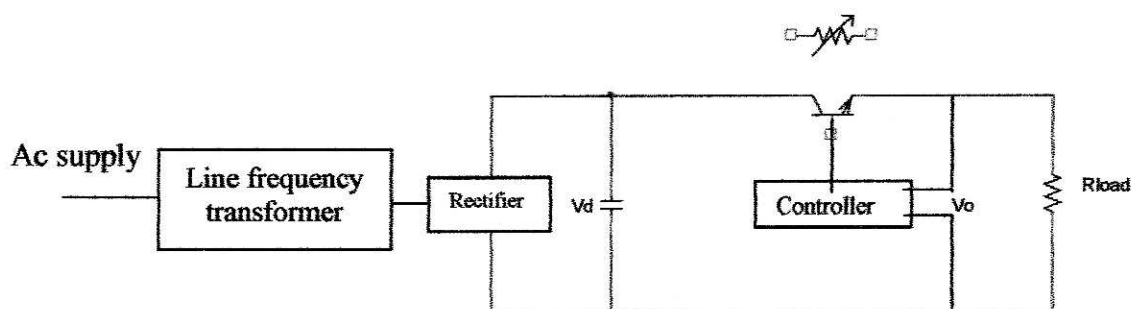 Ac supply
Line frequency
transformer
Rectifier
Vd
Controller
Vo
Rload